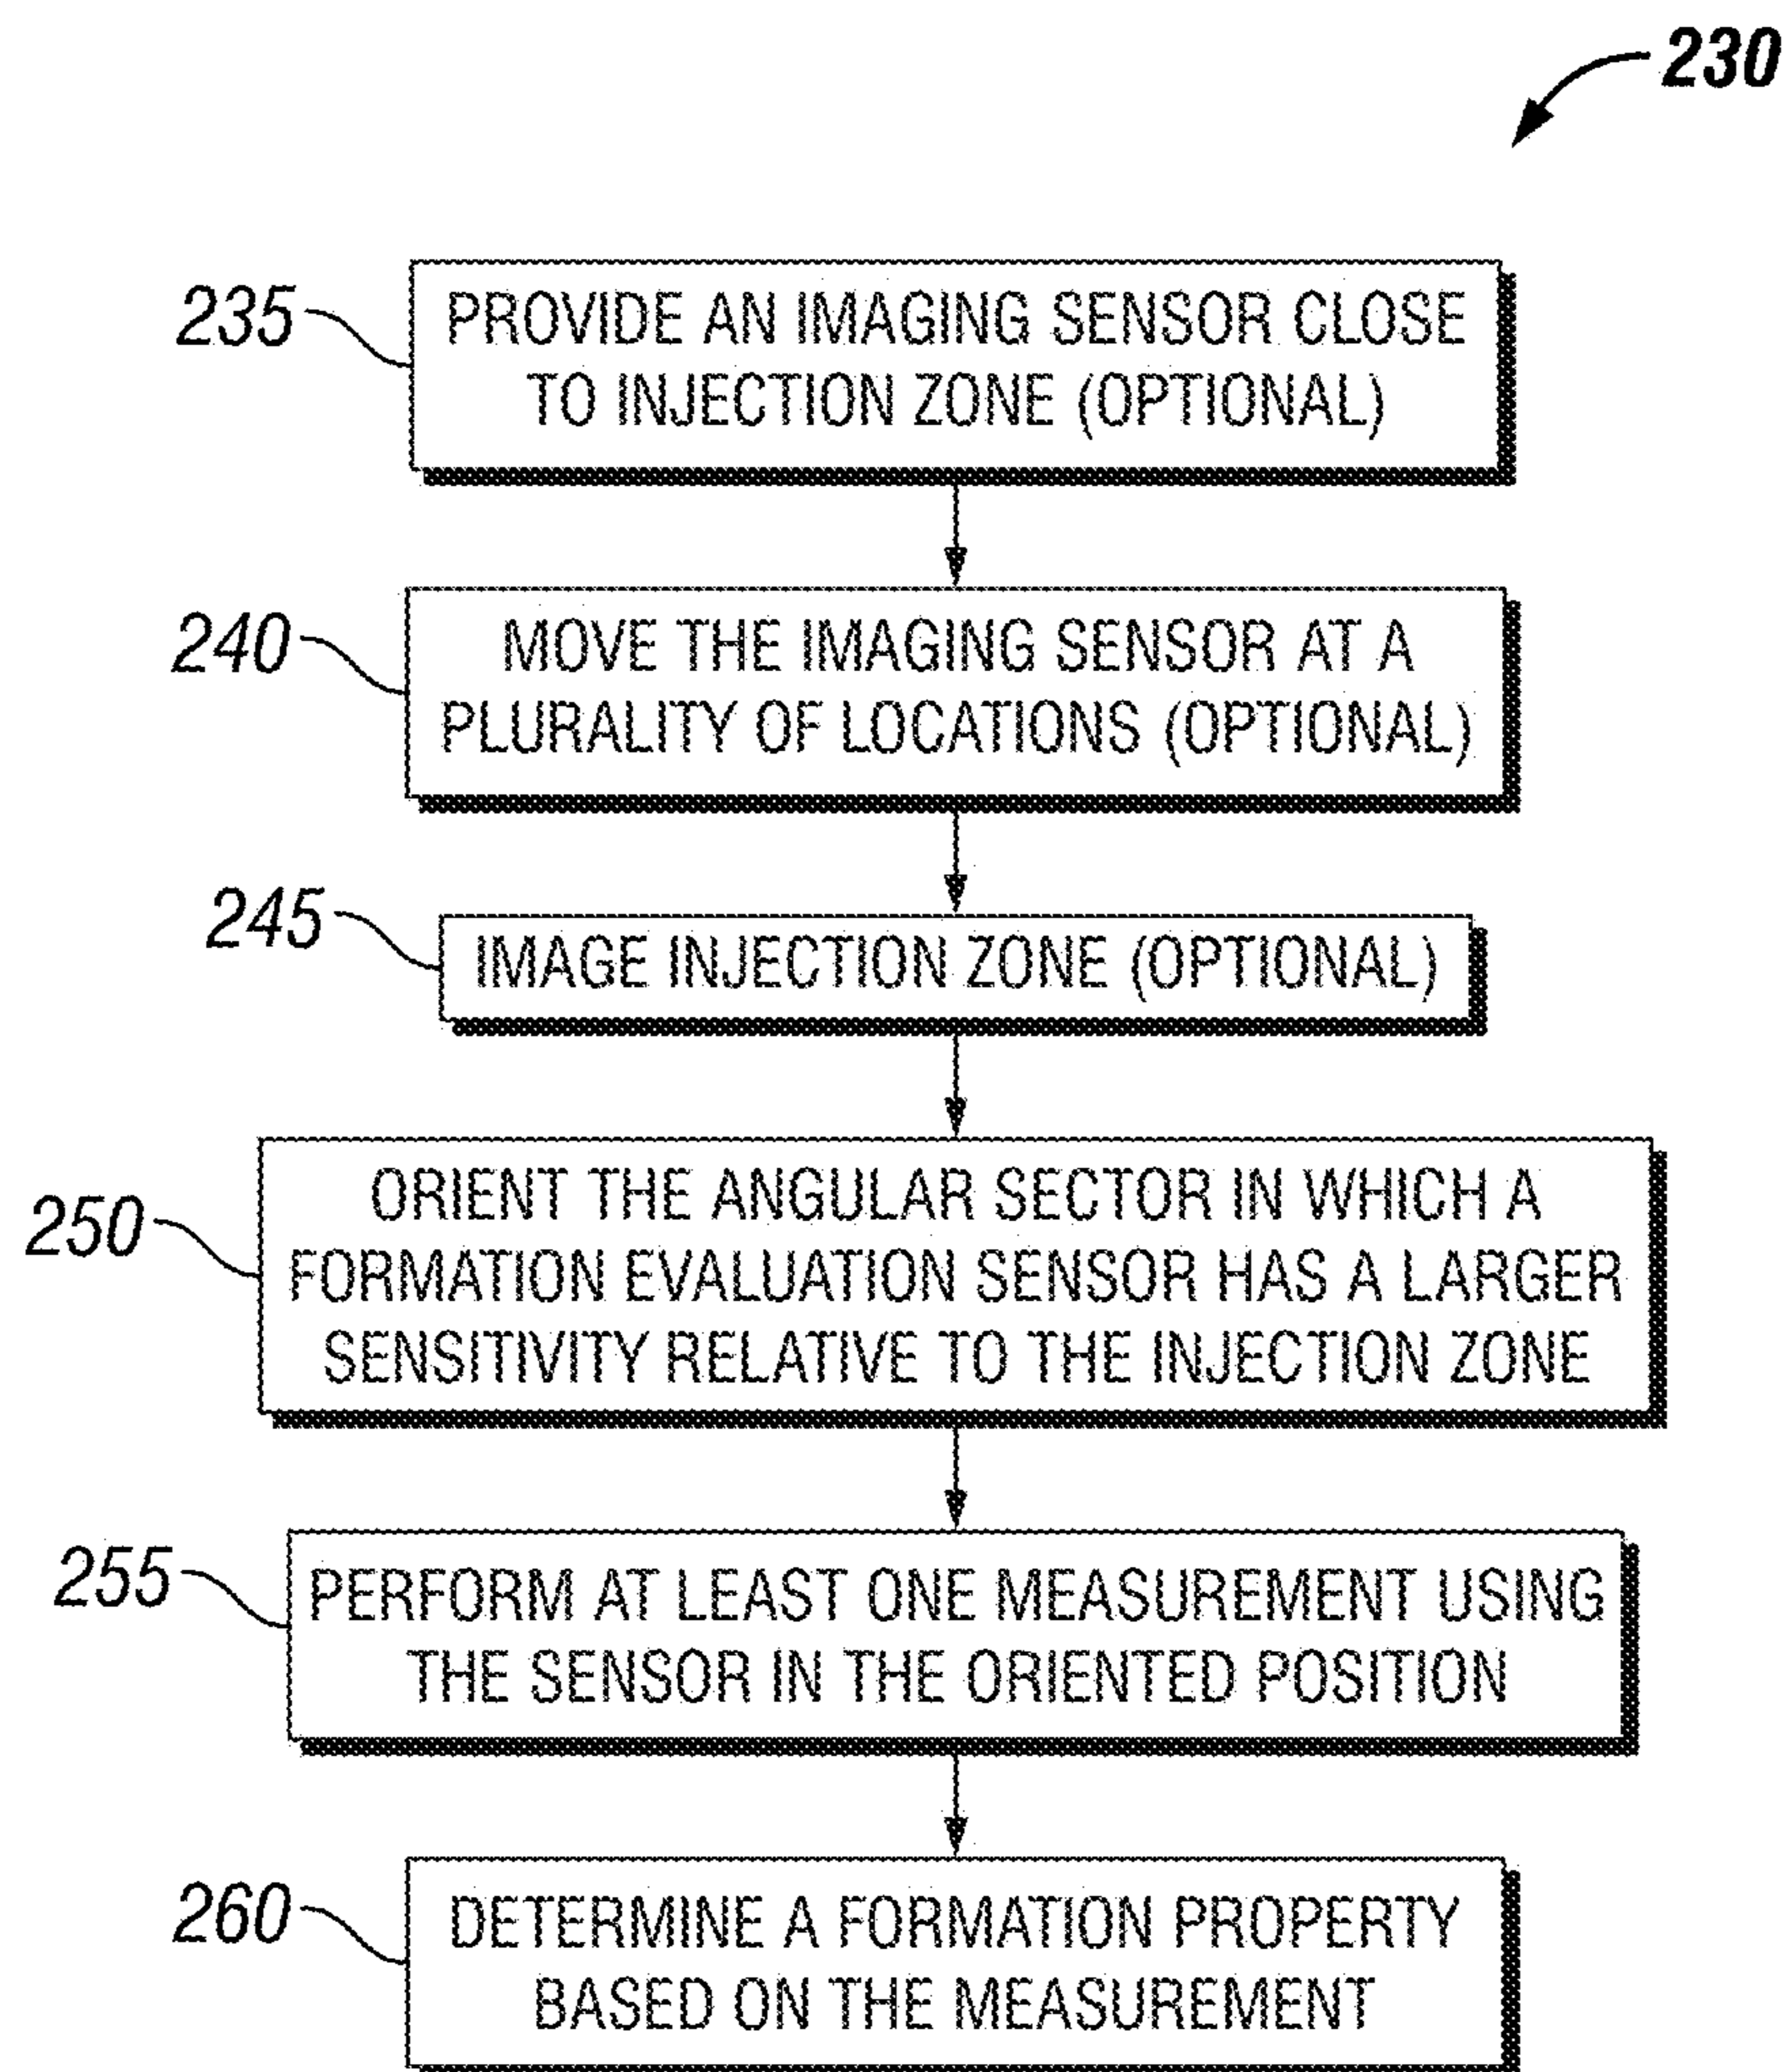 230
235
PROVIDE AN IMAGING SENSOR CLOSE
TO INJECTION ZONE (OPTIONAL)
240
MOVE THE IMAGING SENSOR AT A
PLURALITY OF LOCATIONS (OPTIONAL)
245
IMAGE INJECTION ZONE (OPTIONAL)
250
ORIENT THE ANGULAR SECTOR IN WHICH A
FORMATION EVALUATION SENSOR HAS A LARGER
SENSITIVITY RELATIVE TO THE INJECTION ZONE
255
PERFORM AT LEAST ONE MEASUREMENT USING
THE SENSOR IN THE ORIENTED POSITION
260
DETERMINE A FORMATION PROPERTY
BASED ON THE MEASUREMENT